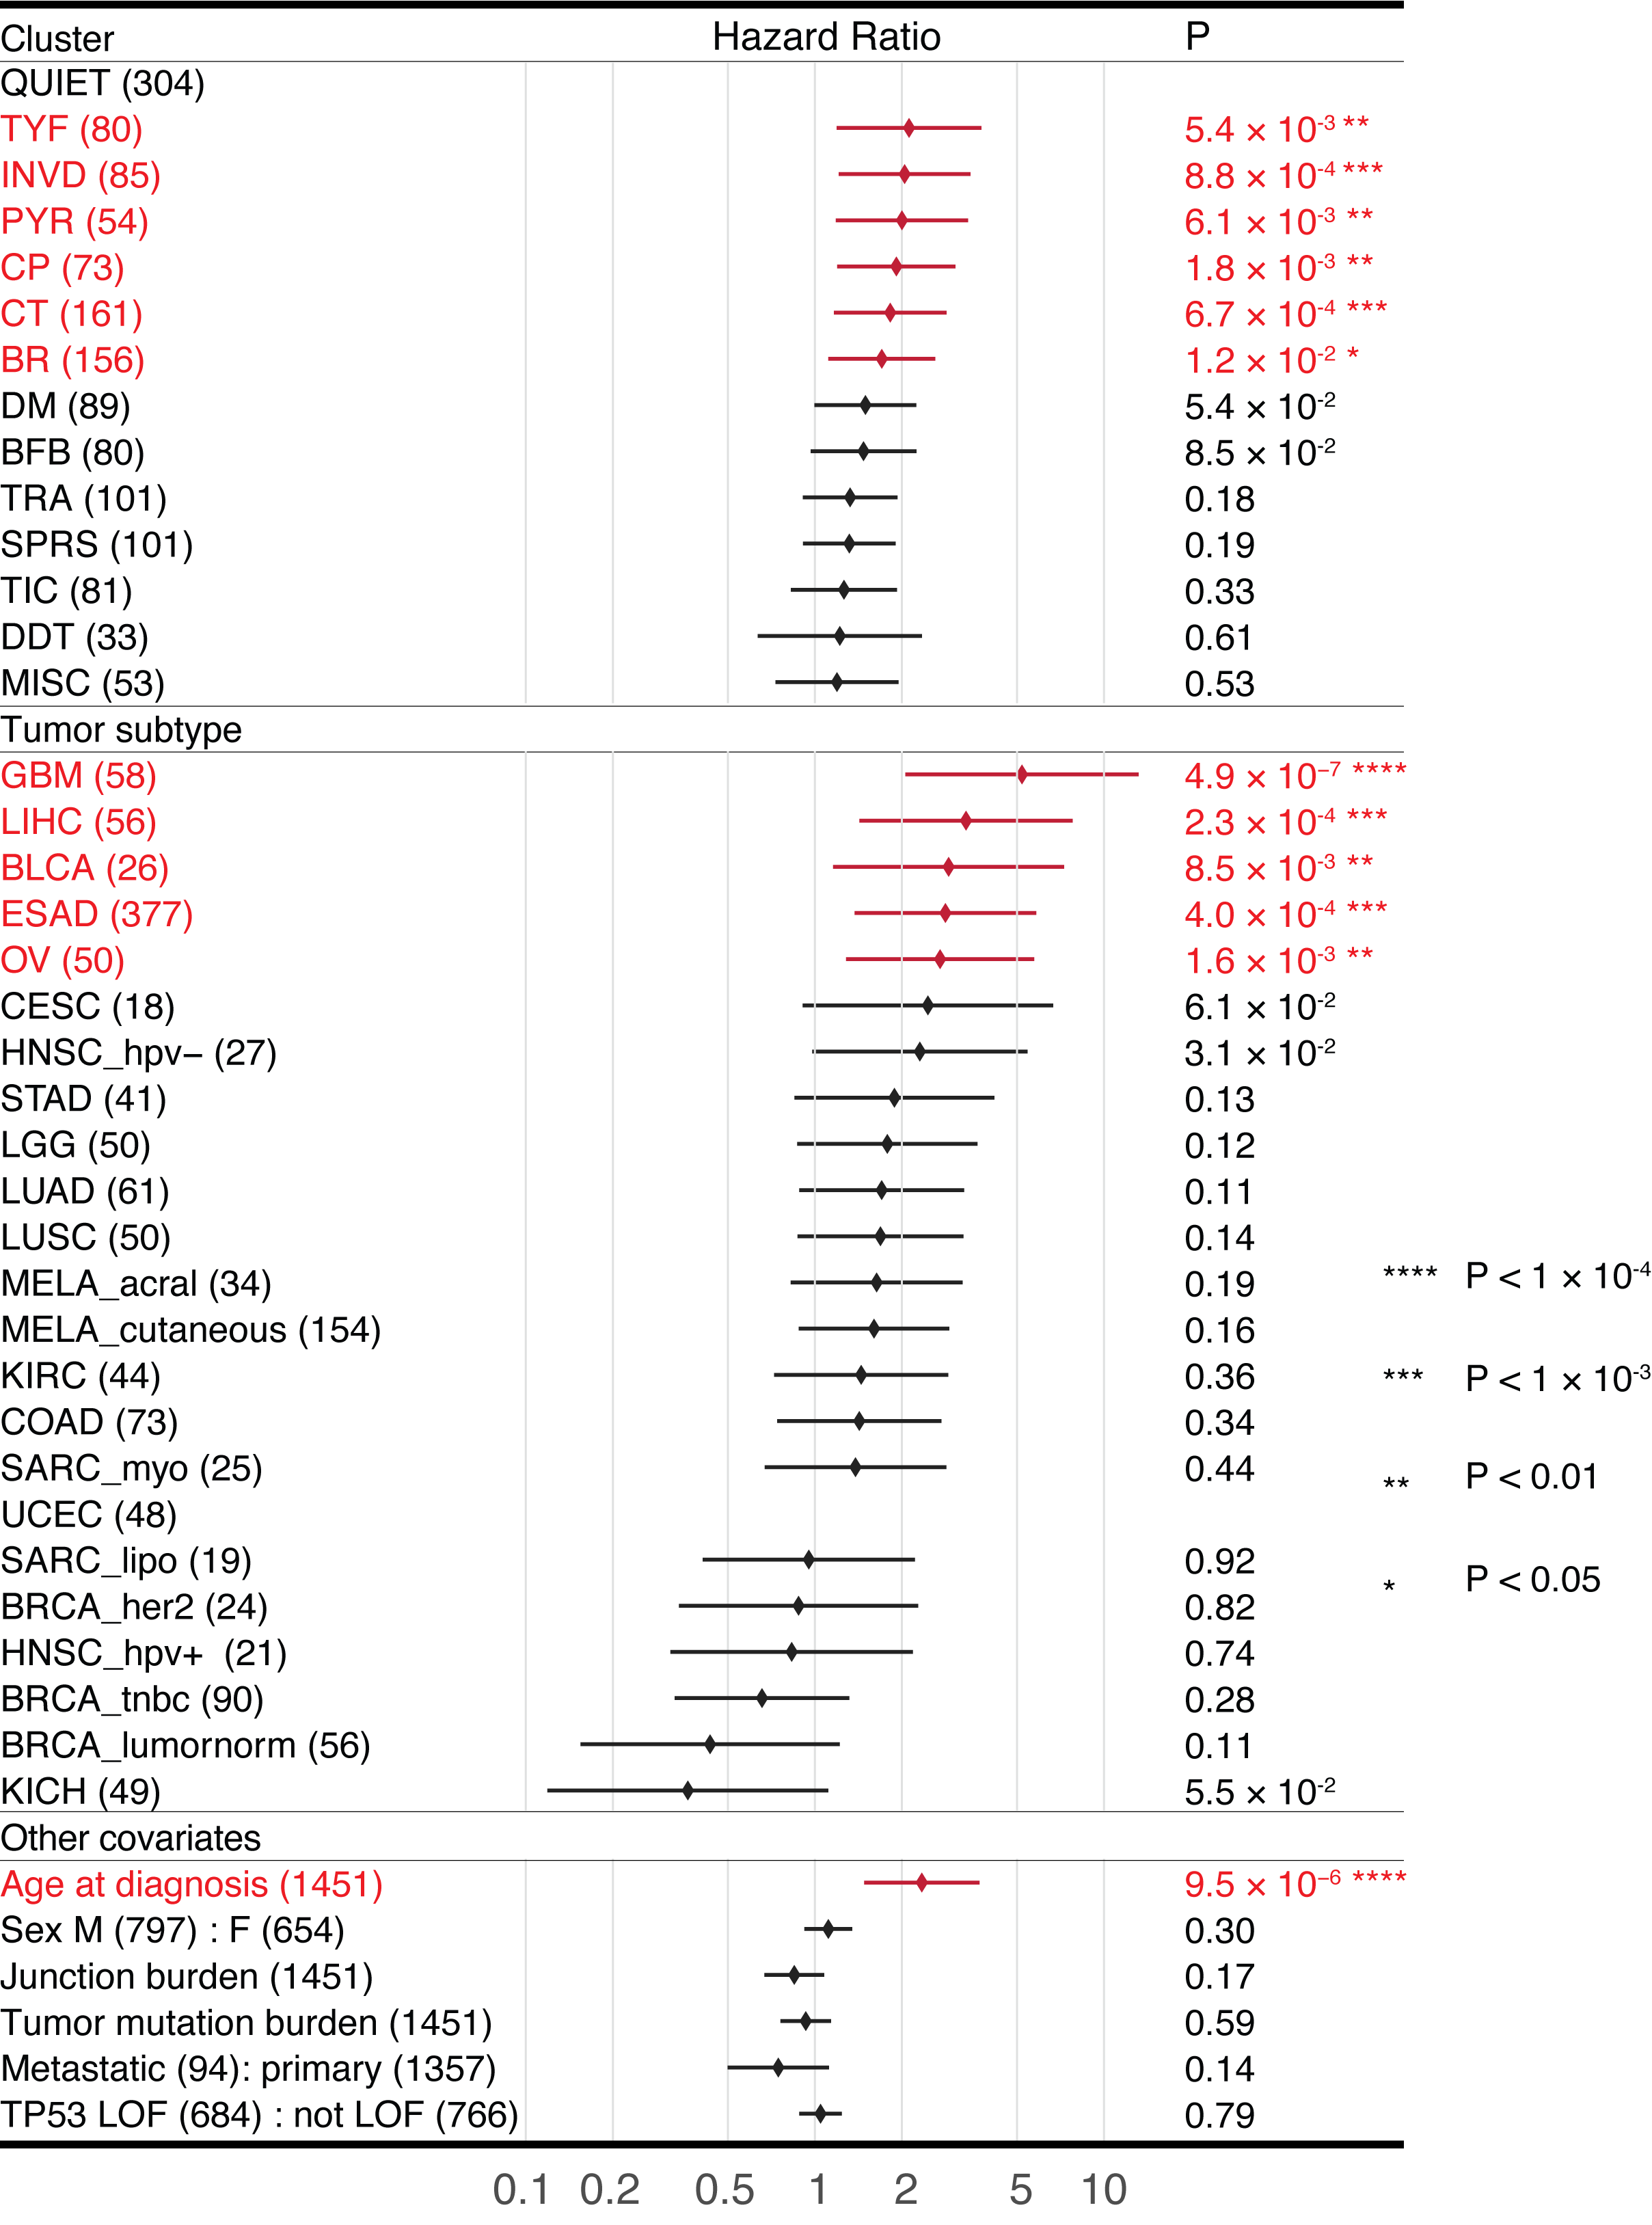 Cluster Hazard Ratio P
QUIET (304)
TYF (80) 5.4 × 10-3 **
INVD (85) 8.8 × 10-4 ***
PYR (54) 6.1 × 10-3 **
CP (73) 1.8 × 10-3 **
CT (161) 6.7 × 10-4 ***
BR (156) 1.2 × 10-2 *
DM (89) 5.4 × 10-2
BFB (80) 8.5 × 10-2
TRA (101) 0.18
SPRS (101) 0.19
TIC (81) 0.33
DDT (33) 0.61
MISC (53) 0.53
Tumor subtype
GBM (58) 4.9 × 10–7 ****
LIHC (56) 2.3 × 10-4 ***
BLCA (26) 8.5 × 10-3 **
ESAD (377) 4.0 × 10-4 ***
OV (50) 1.6 × 10-3 **
CESC (18) 6.1 × 10-2
HNSC_hpv– (27) 3.1 × 10-2
STAD (41) 0.13
LGG (50) 0.12
LUAD (61) 0.11
LUSC (50) 0.14
MELA_acral (34) 0.19 **** P < 1 × 10-4
MELA_cutaneous (154) 0.16
KIRC (44) 0.36 *** P < 1 × 10-3
COAD (73) 0.34
SARC_myo (25) 0.44 ** P < 0.01
UCEC (48)
SARC_lipo (19) 0.92 * P < 0.05
BRCA_her2 (24) 0.82
HNSC_hpv+ (21) 0.74
BRCA_tnbc (90) 0.28
BRCA_lumornorm (56) 0.11
KICH (49) 5.5 × 10-2
Other covariates
Age at diagnosis (1451) 9.5 × 10–6 ****
Sex M (797) : F (654) 0.30
Junction burden (1451) 0.17
Tumor mutation burden (1451) 0.59
Metastatic (94): primary (1357) 0.14
TP53 LOF (684) : not LOF (766) 0.79
0.1 0.2 0.5 1 2 5 10